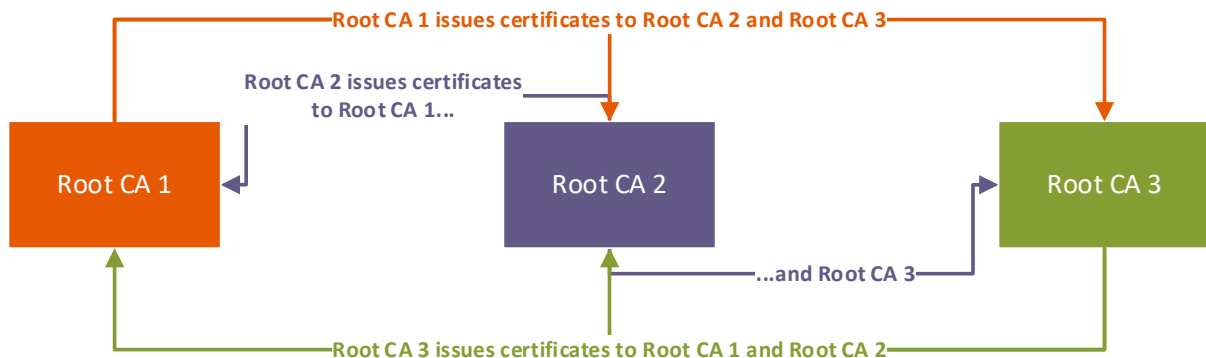 Root CA 1 issues certificates to Root CA 2 and Root CA 3
Root CA 2 issues certificates
to Root CA 1...
Root CA 1
Root CA 2
Root CA 3
...and Root CA 3
Root CA 3 issues certificates to Root CA 1 and Root CA 2